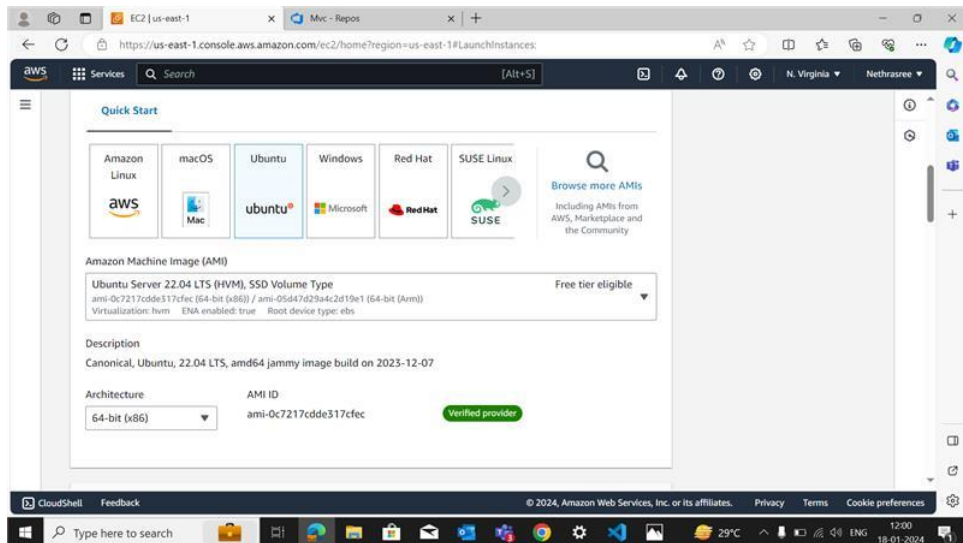 EC2 | us-east-1
Mvc - Repos
https://us-east-1.console.aws.amazon.com/ec2/home?region=us-east-1#LaunchInstances:
aws
Services
Search
[Alt+S]
N. Virginia
Nethrasree
Quick Start
Amazon Linux
aws
macOS
Mac
Ubuntu
ubuntu
Windows
Microsoft
Red Hat
Red Hat
SUSE Linux
SUSE
Browse more AMIs
Including AMIs from
AWS, Marketplace and
the Community
Amazon Machine Image (AMI)
Ubuntu Server 22.04 LTS (HVM), SSD Volume Type
Free tier eligible
ami-0c7217cdde317cfec (64-bit (x86)) / ami-05d47d29a4c2d19e1 (64-bit (Arm))
Virtualization: hvm ENA enabled: true Root device type: ebs
Description
Canonical, Ubuntu, 22.04 LTS, amd64 jammy image build on 2023-12-07
Architecture
AMI ID
64-bit (x86)
ami-0c7217cdde317cfec
Verified provider
CloudShell
Feedback
© 2024, Amazon Web Services, Inc. or its affiliates.
Privacy
Terms
Cookie preferences
Type here to search
29°C
ENG
12:00
18-01-2024